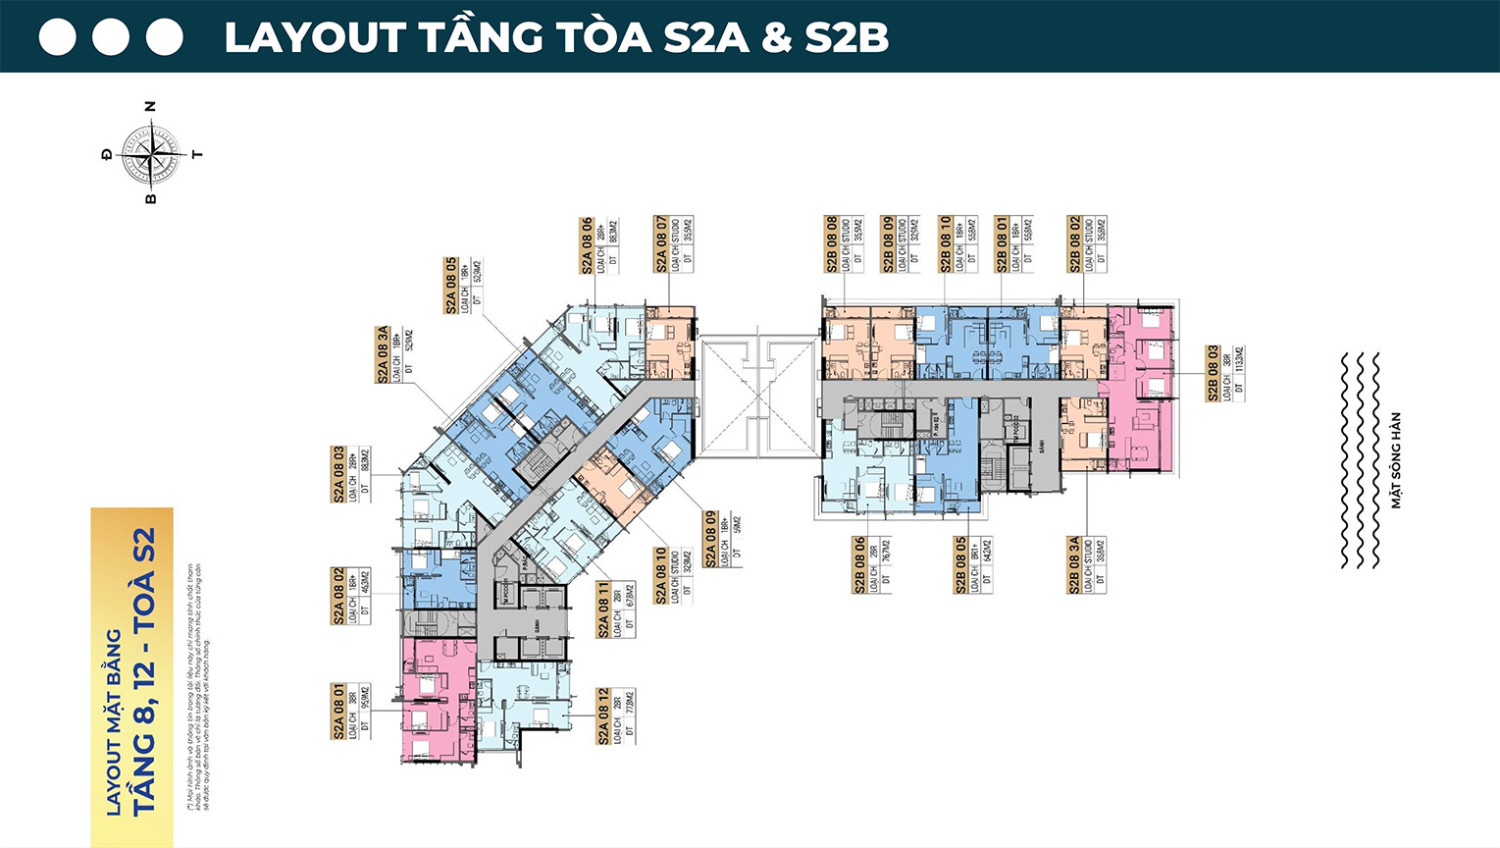 LAYOUT TẦNG TÒA S2A & S2B
N
Đ
T
B
LAYOUT MẶT BẰNG
TẦNG 8, 12 - TOÀ S2
(*) Mọi hình ảnh và thông tin trong tài liệu này chỉ mang tính chất tham
khảo. Thông số bản vẽ chỉ là tương đối. Thông số chính thức của từng căn
sẽ được quy định tại văn bản ký kết với khách hàng.
S2A 08 06
LOẠI CH 2BR+
DT 88,3M2
S2A 08 07
LOẠI CH STUDIO
DT 35,5M2
S2A 08 05
LOẠI CH 1BR+
DT 52,9M2
S2A 08 3A
LOẠI CH 1BR+
DT 52,9M2
S2A 08 03
LOẠI CH 2BR+
DT 88,3M2
S2A 08 02
LOẠI CH 1BR+
DT 46,3M2
S2A 08 01
LOẠI CH 3BR
DT 95,9M2
S2A 08 12
LOẠI CH 2BR
DT 77,8M2
S2A 08 11
LOẠI CH 2BR
DT 67,8M2
S2A 08 10
LOẠI CH STUDIO
DT 32,9M2
S2A 08 09
LOẠI CH 1BR+
DT 59M2
SẢNH
S2B 08 08
LOẠI CH STUDIO
DT 35,5M2
S2B 08 09
LOẠI CH STUDIO
DT 32,9M2
S2B 08 10
LOẠI CH 1BR+
DT 55,8M2
S2B 08 01
LOẠI CH 1BR+
DT 55,8M2
S2B 08 02
LOẠI CH STUDIO
DT 35,8M2
S2B 08 03
LOẠI CH 3BR
DT 113,3M2
S2B 08 06
LOẠI CH 2BR
DT 76,7M2
S2B 08 05
LOẠI CH BR1+
DT 64,2M2
S2B 08 3A
LOẠI CH STUDIO
DT 35,8M2
SẢNH
MẶT SÔNG HÀN